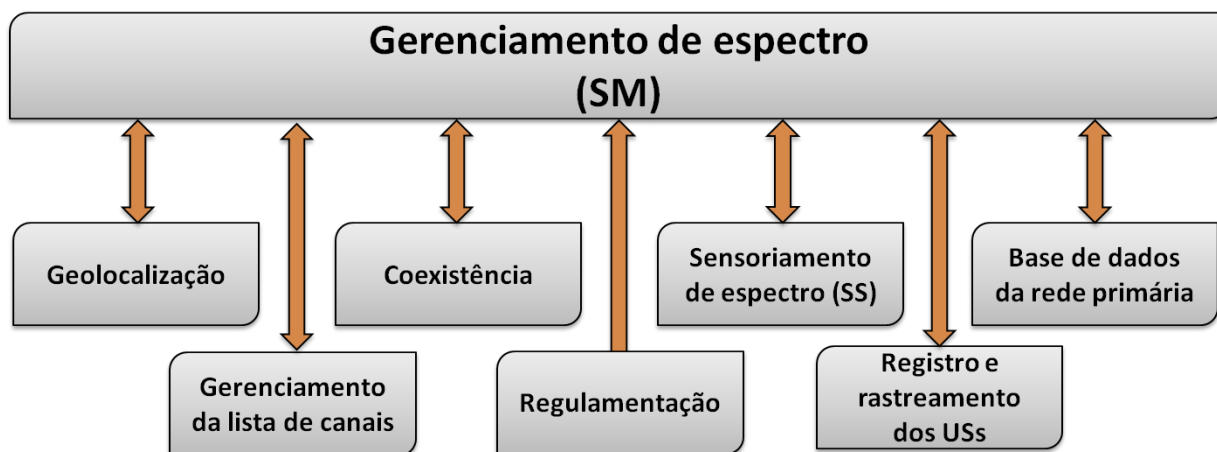 Gerenciamento de espectro
(SM)
Geolocalização
Coexistência
Sensoriamento
de espectro (SS)
Base de dados
da rede primária
Gerenciamento
da lista de canais
Regulamentação
Registro e
rastreamento
dos USs